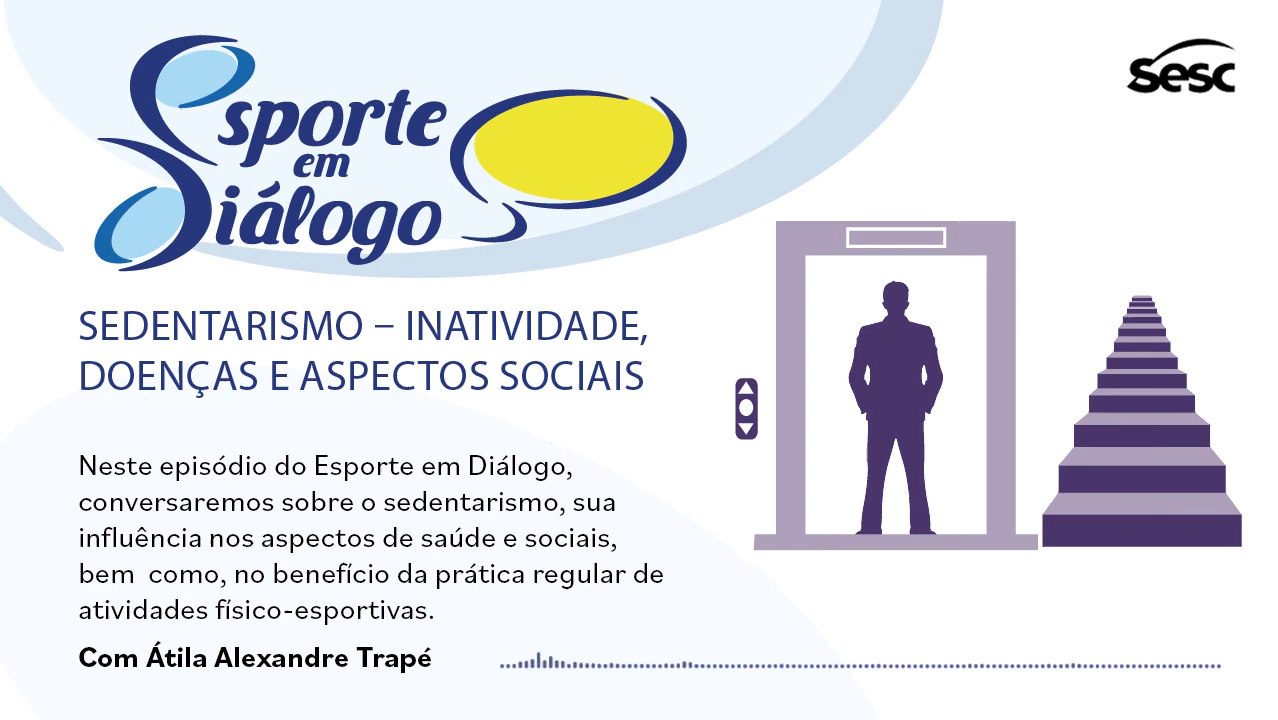 Esporte
em
Diálogo
Sesc
SEDENTARISMO – INATIVIDADE,
DOENÇAS E ASPECTOS SOCIAIS
Neste episódio do Esporte em Diálogo,
conversaremos sobre o sedentarismo, sua
influência nos aspectos de saúde e sociais,
bem  como, no benefício da prática regular de
atividades físico-esportivas.
Com Átila Alexandre Trapé